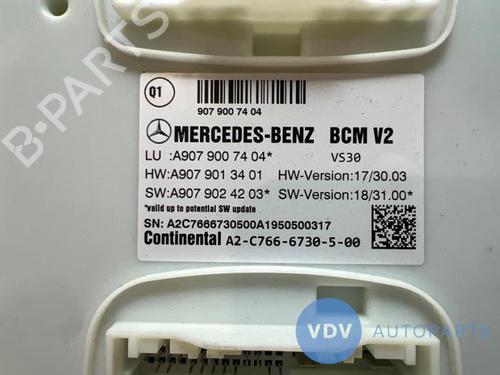 Q1
907 900 74 04
MERCEDES-BENZ BCM V2
LU :A907 900 74 04* VS30
HW:A907 901 34 01 HW-Version:17/30.03
SW:A907 902 42 03* SW-Version:18/31.00*
*valid up to potential SW update
SN: A2C7666730500A1950500317
Continental A2-C766-6730-5-00
VDV AUTOPARTS